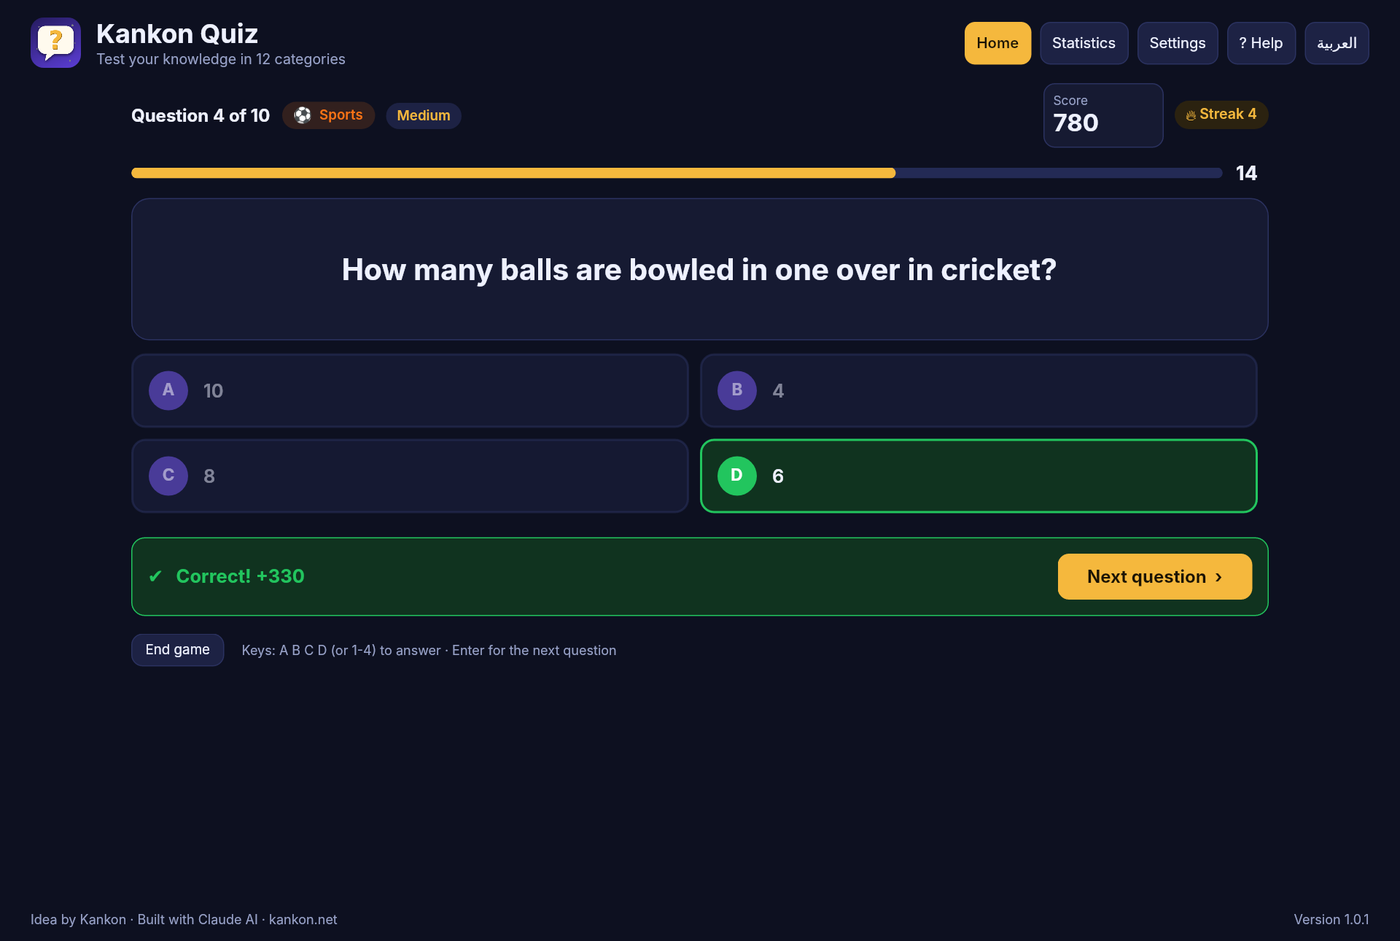 Kankon Quiz
Test your knowledge in 12 categories
Home
Statistics
Settings
? Help
العربية
Question 4 of 10
Sports
Medium
Score
780
Streak 4
14
How many balls are bowled in one over in cricket?
A 10
B 4
C 8
D 6
✔ Correct! +330
Next question ›
End game
Keys: A B C D (or 1-4) to answer · Enter for the next question
Idea by Kankon · Built with Claude AI · kankon.net
Version 1.0.1